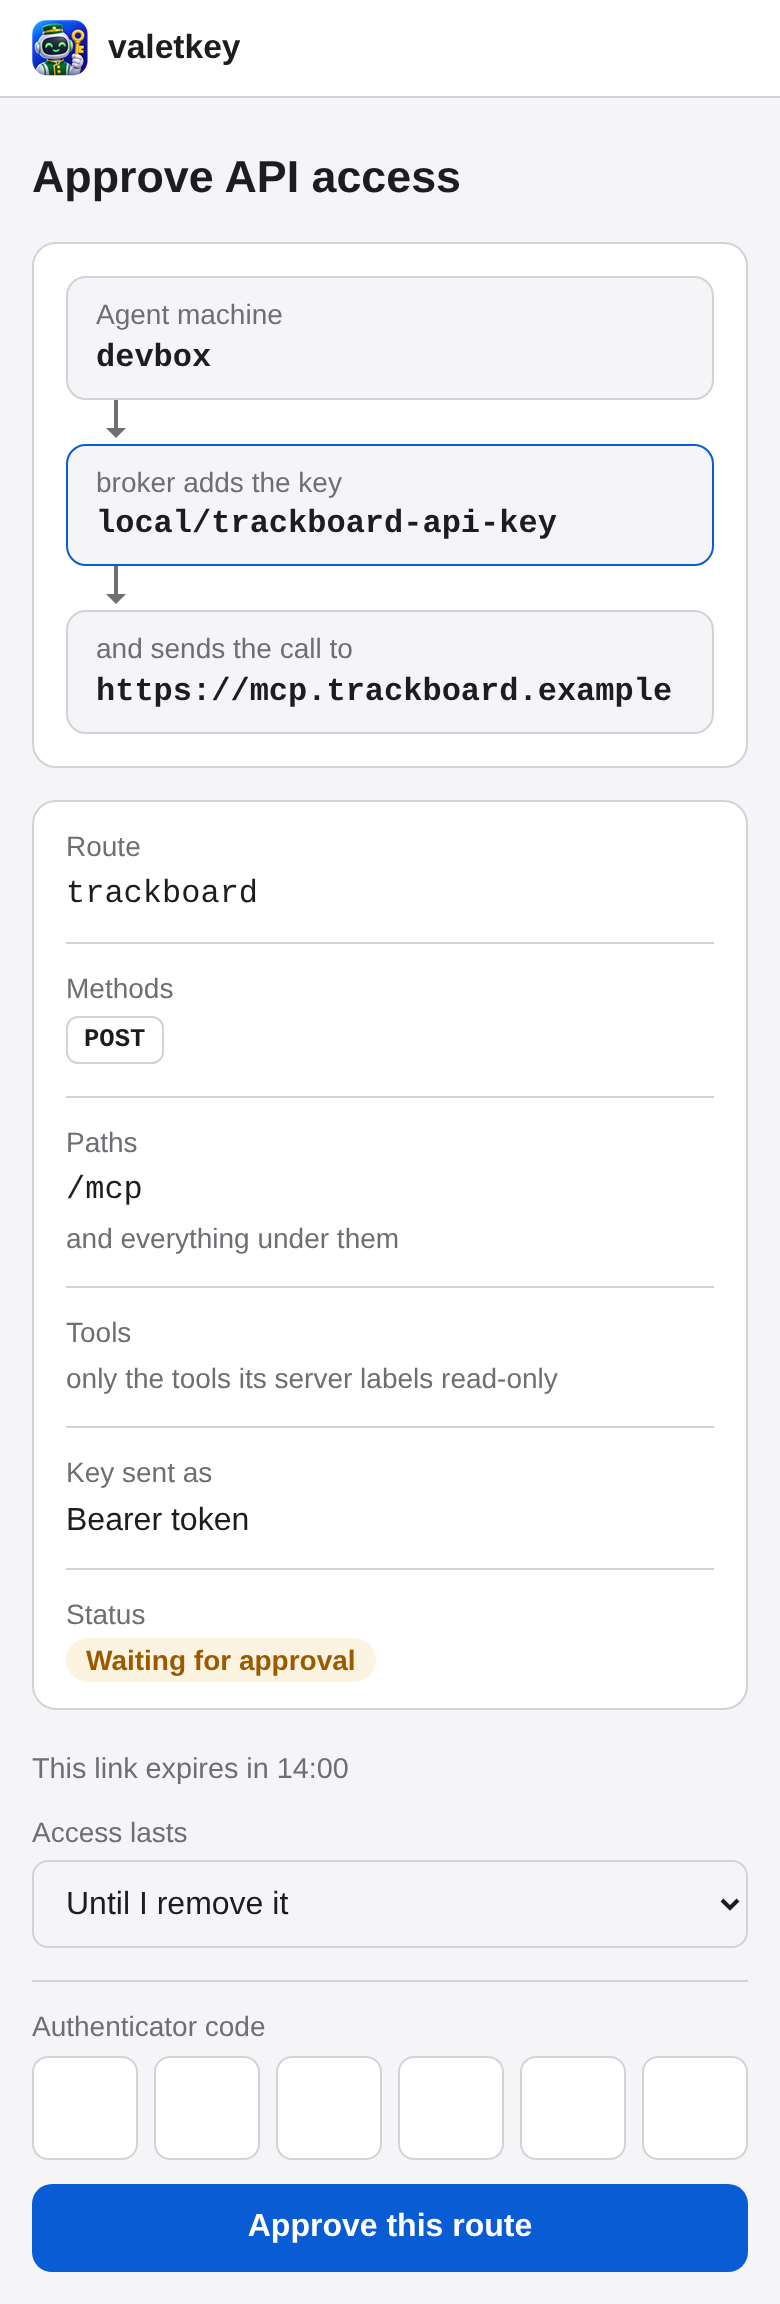 valetkey
Approve API access
Agent machine
devbox
broker adds the key
local/trackboard-api-key
and sends the call to
https://mcp.trackboard.example
Route
trackboard
Methods
POST
Paths
/mcp
and everything under them
Tools
only the tools its server labels read-only
Key sent as
Bearer token
Status
Waiting for approval
This link expires in 14:00
Access lasts
Until I remove it
Authenticator code
Approve this route